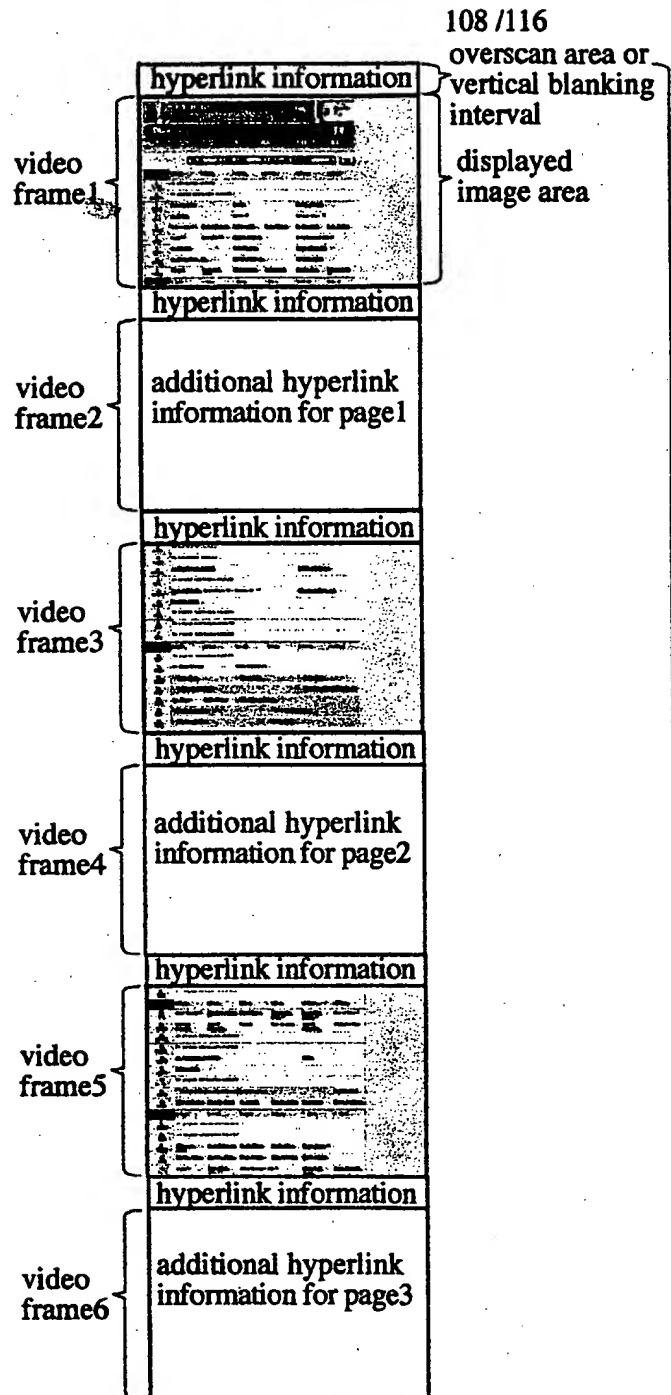 108 /116
overscan area or
vertical blanking
interval
hyperlink information
video
frame1
displayed
image area
hyperlink information
video
frame2
additional hyperlink
information for page1
hyperlink information
video
frame3
hyperlink information
video
frame4
additional hyperlink
information for page2
hyperlink information
video
frame5
hyperlink information
video
frame6
additional hyperlink
information for page3